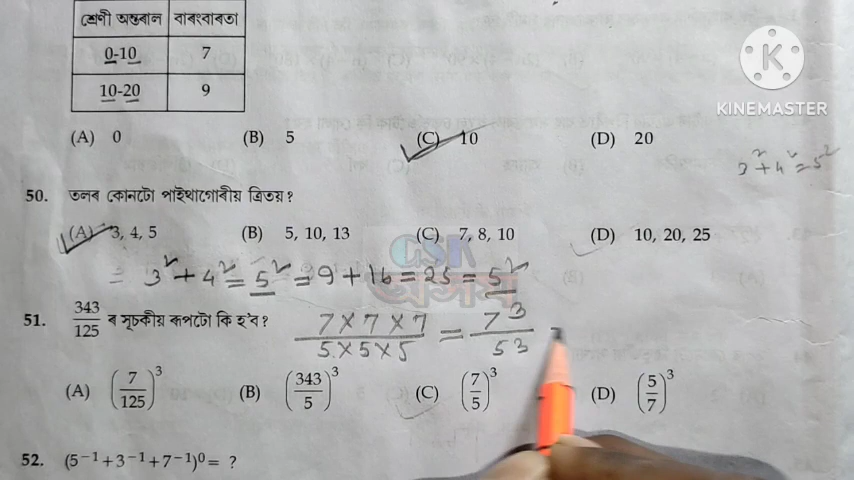 শ্ৰেণী অন্তৰাল বাৰংবাৰতা
0-10 7
10-20 9
KINEMASTER
(A) 0 (B) 5 (C) 10 (D) 20
3² + 4² = 5²
50. তলৰ কোনটো পাইথাগোৰীয় ত্ৰিতয়?
(A) 3, 4, 5 (B) 5, 10, 13 (C) 7, 8, 10 (D) 10, 20, 25
= 3² + 4² = 5² = 9 + 16 = 25 = 5²
51. 343/125 ৰ সূচকীয় ৰূপটো কি হ'ব? 7 × 7 × 7 / 5 × 5 × 5 = 7³ / 5³ =
(A) (7/125)³ (B) (343/5)³ (C) (7/5)³ (D) (5/7)³
52. (5⁻¹ + 3⁻¹ + 7⁻¹)⁰ = ?